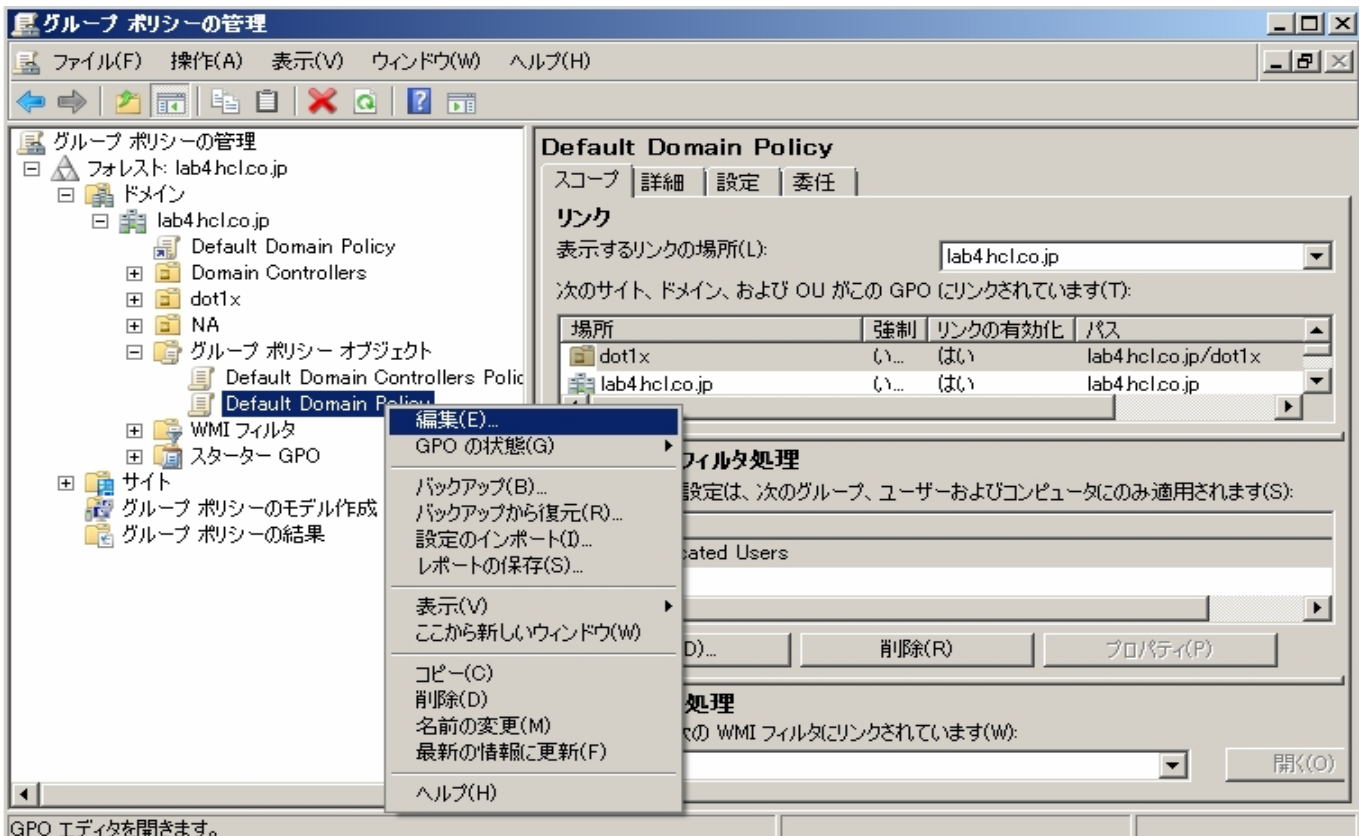 グループ ポリシーの管理
ファイル(F) 操作(A) 表示(V) ウィンドウ(W) ヘルプ(H)
グループ ポリシーの管理
フォレスト: lab4.hcl.co.jp
ドメイン
lab4.hcl.co.jp
Default Domain Policy
Domain Controllers
dot1x
NA
グループ ポリシー オブジェクト
Default Domain Controllers Polic
Default Domain Policy
WMI フィルタ
スターター GPO
サイト
グループ ポリシーのモデル作成
グループ ポリシーの結果
編集(E)...
GPO の状態(G)
バックアップ(B)...
バックアップから復元(R)...
設定のインポート(I)...
レポートの保存(S)...
表示(V)
ここから新しいウィンドウ(W)
コピー(C)
削除(D)
名前の変更(M)
最新の情報に更新(F)
ヘルプ(H)
Default Domain Policy
スコープ 詳細 設定 委任
リンク
表示するリンクの場所(L): lab4.hcl.co.jp
次のサイト、ドメイン、および OU がこの GPO にリンクされています(T):
場所 強制 リンクの有効化 パス
dot1x い... はい lab4.hcl.co.jp/dot1x
lab4.hcl.co.jp い... はい lab4.hcl.co.jp
フィルタ処理
設定は、次のグループ、ユーザーおよびコンピュータにのみ適用されます(S):
cated Users
D)... 削除(R) プロパティ(P)
処理
次の WMI フィルタにリンクされています(W):
開く(O)
GPO エディタを開きます。